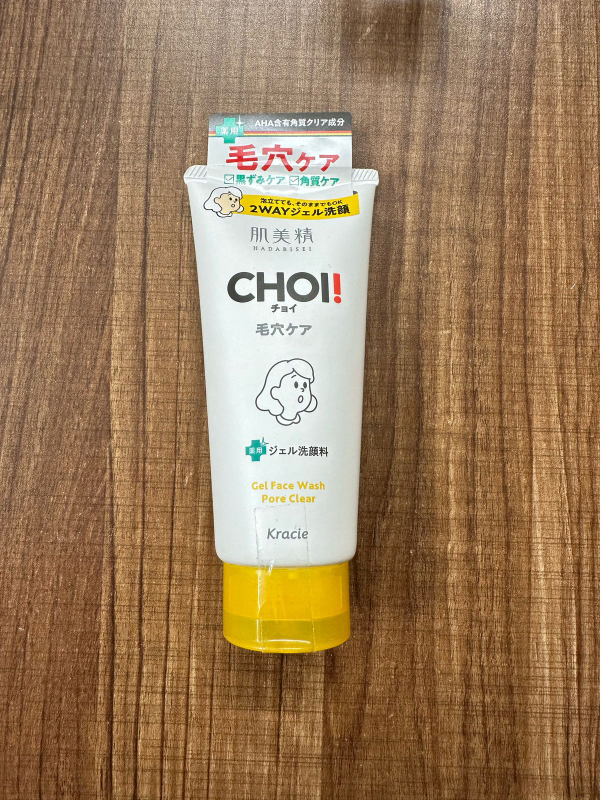 AHA含有角質クリア成分
薬用
毛穴ケア
黒ずみケア 角質ケア
泡立てても、そのままでもOK
2WAYジェル洗顔
肌美精
HADABISEI
CHOI!
チョイ
毛穴ケア
薬用 ジェル洗顔料
Gel Face Wash
Pore Clear
Kracie